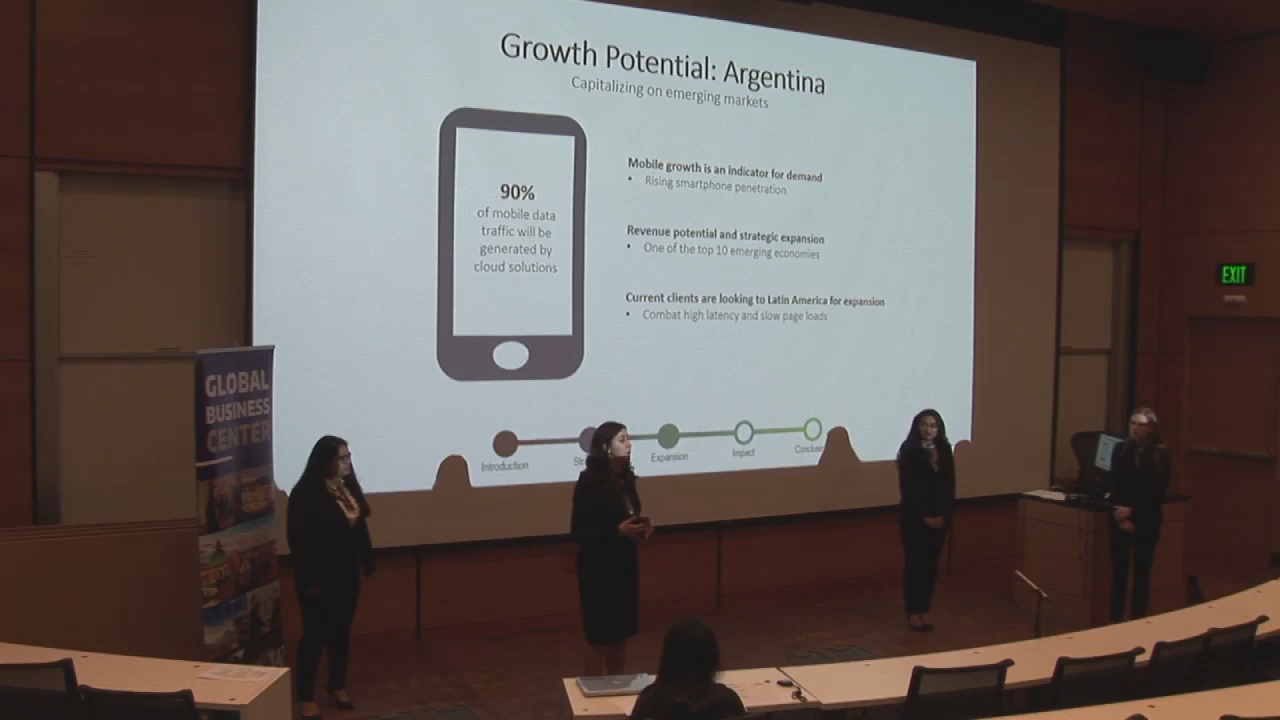 Growth Potential: Argentina
Capitalizing on emerging markets
90%
of mobile data
traffic will be
generated by
cloud solutions
Mobile growth is an indicator for demand
• Rising smartphone penetration
Revenue potential and strategic expansion
• One of the top 10 emerging economies
Current clients are looking to Latin America for expansion
• Combat high latency and slow page loads
Introduction
Expansion
Impact
GLOBAL
BUSINESS
CENTER
EXIT